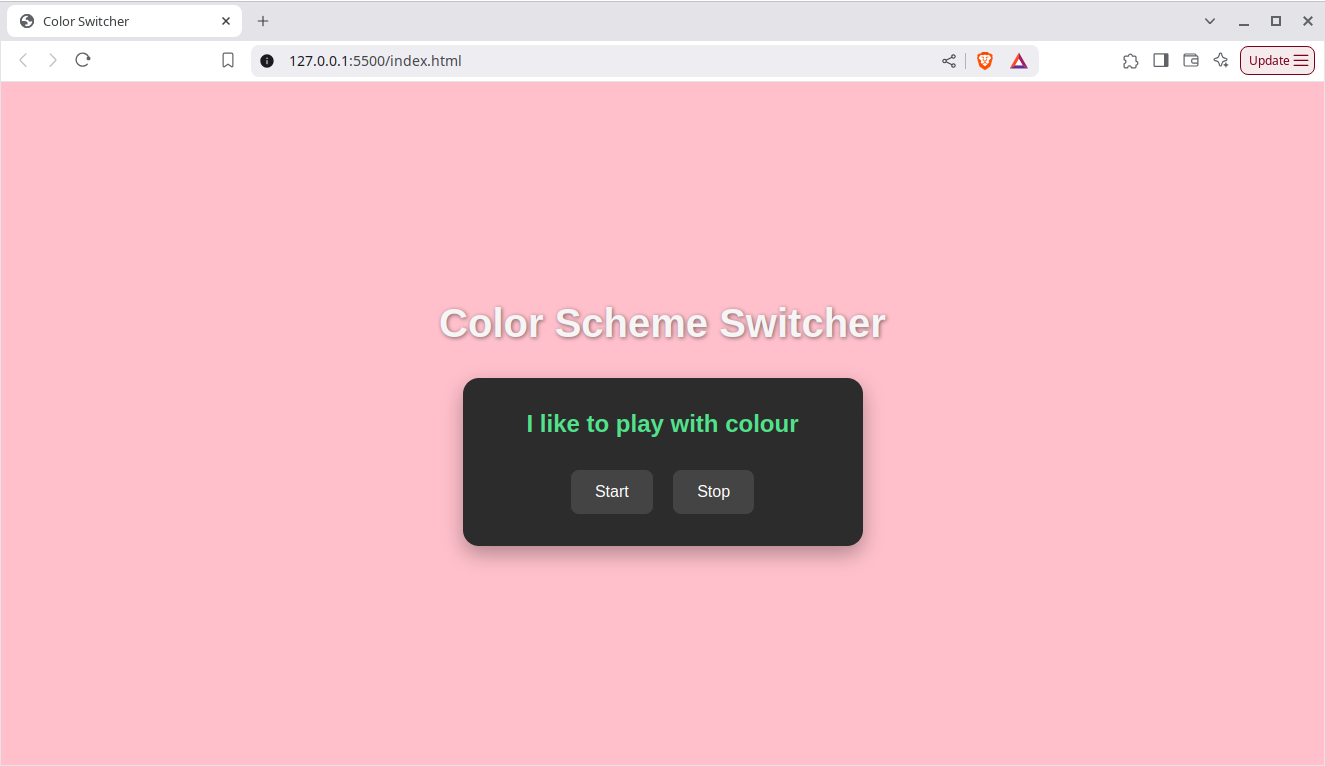 Color Switcher
127.0.0.1:5500/index.html
Update
Color Scheme Switcher
I like to play with colour
Start Stop